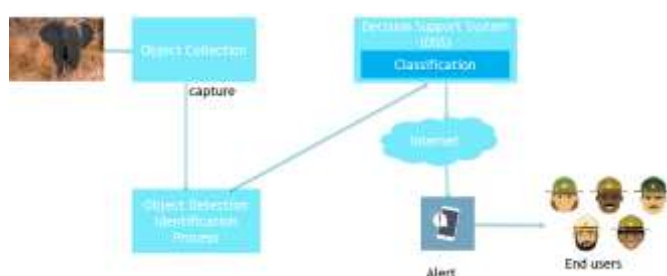 Object Collection
capture
Decision Support System
(DSS)
Classification
Internet
Object Detection
Identification
Process
Alert
End users